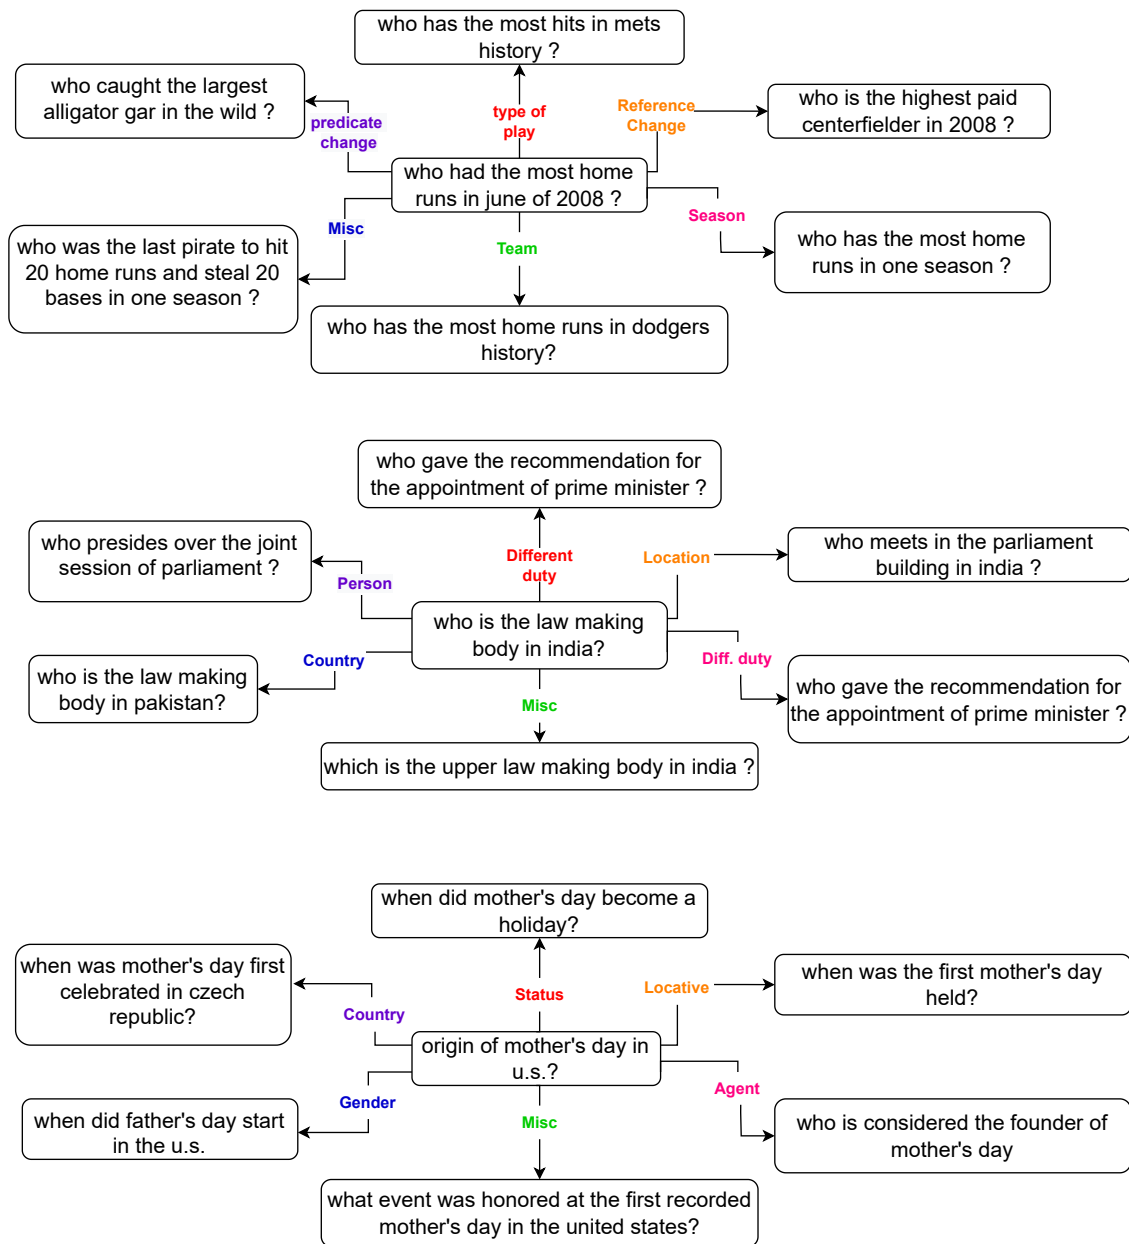 who has the most hits in mets
history ?
who caught the largest
alligator gar in the wild ?
predicate
change
type of
play
Reference
Change
who is the highest paid
centerfielder in 2008 ?
who had the most home
runs in june of 2008 ?
Misc
Team
Season
who was the last pirate to hit
20 home runs and steal 20
bases in one season ?
who has the most home
runs in one season ?
who has the most home runs in dodgers
history?
who gave the recommendation for
the appointment of prime minister ?
who presides over the joint
session of parliament ?
Person
Different
duty
Location
who meets in the parliament
building in india ?
who is the law making
body in india?
Country
Misc
Diff. duty
who is the law making
body in pakistan?
who gave the recommendation for
the appointment of prime minister ?
which is the upper law making body in india ?
when did mother's day become a
holiday?
when was mother's day first
celebrated in czech
republic?
Country
Status
Locative
when was the first mother's day
held?
origin of mother's day in
u.s.?
Gender
Misc
Agent
when did father's day start
in the u.s.
who is considered the founder of
mother's day
what event was honored at the first recorded
mother's day in the united states?